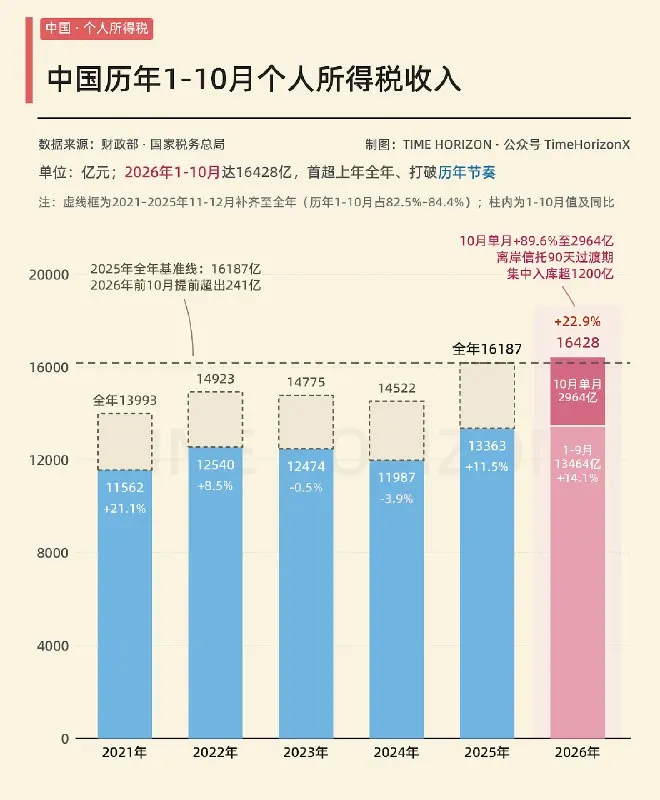 中国·个人所得税
中国历年1-10月个人所得税收入
数据来源：财政部·国家税务总局
制图：TIME HORIZON·公众号 TimeHorizonX
单位：亿元；2026年1-10月达16428亿，首超上年全年、打破历年节奏
注：虚线框为2021-2025年11-12月补齐至全年（历年1-10月占82.5%-84.4%）；柱内为1-10月值及同比
10月单月+89.6%至2964亿
离岸信托90天过渡期
集中入库超1200亿
2025年全年基准线：16187亿
2026年前10月提前超出241亿
20000
16000
12000
8000
4000
0
全年13993
11562
+21.1%
14923
12540
+8.5%
14775
12474
-0.5%
14522
11987
-3.9%
全年16187
13363
+11.5%
+22.9%
16428
10月单月
2964亿
1-9月
13464亿
+14.1%
TIME HORIZON
2021年
2022年
2023年
2024年
2025年
2026年